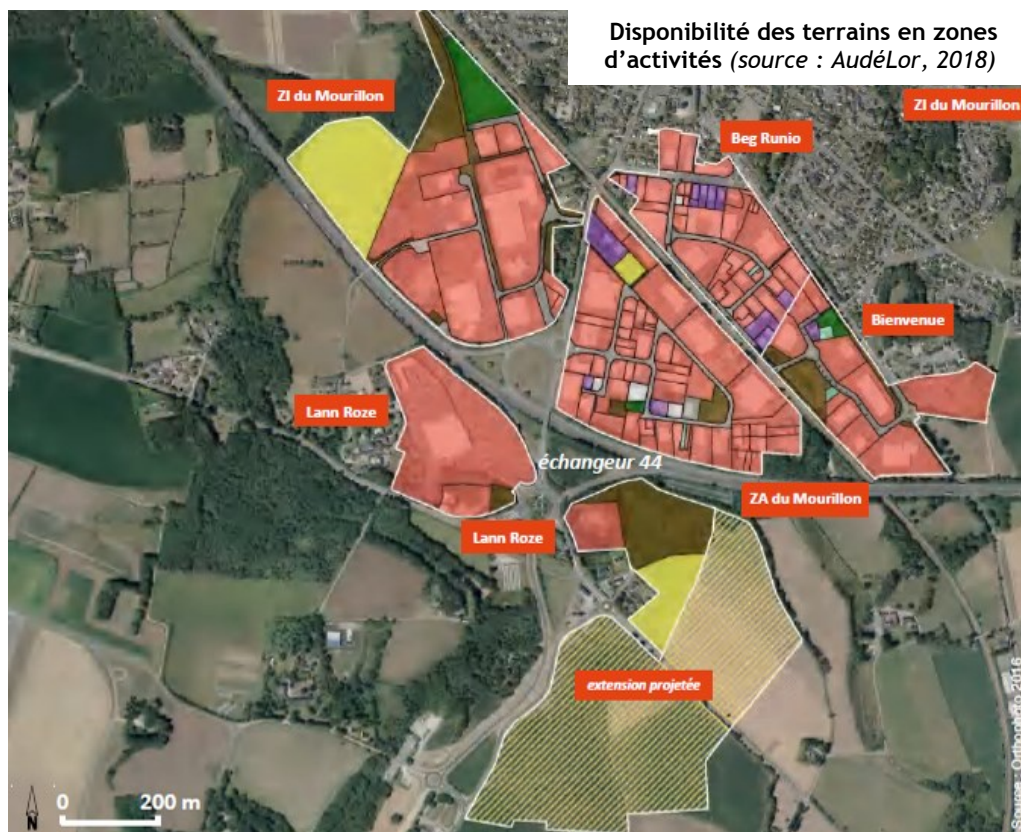 Disponibilité des terrains en zones
d'activités (source : AudéLor, 2018)
ZI du Mourillon
ZI du Mourillon
Beg Runio
Bienvenue
Lann Roze
échangeur 44
ZA du Mourillon
Lann Roze
extension projetée
0 200 m
N
Source : Orthophoto 2016